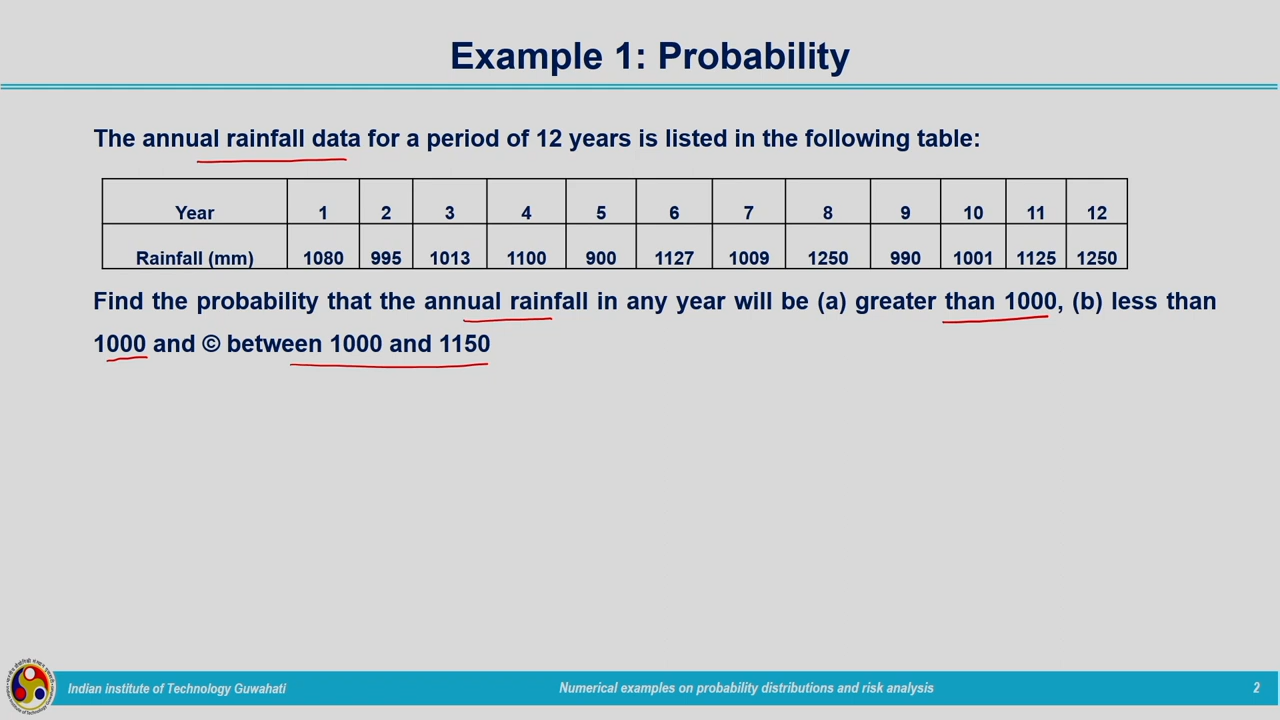 Example 1: Probability
The annual rainfall data for a period of 12 years is listed in the following table:
Year 1 2 3 4 5 6 7 8 9 10 11 12
Rainfall (mm) 1080 995 1013 1100 900 1127 1009 1250 990 1001 1125 1250
Find the probability that the annual rainfall in any year will be (a) greater than 1000, (b) less than
1000 and © between 1000 and 1150
Indian institute of Technology Guwahati Numerical examples on probability distributions and risk analysis 2